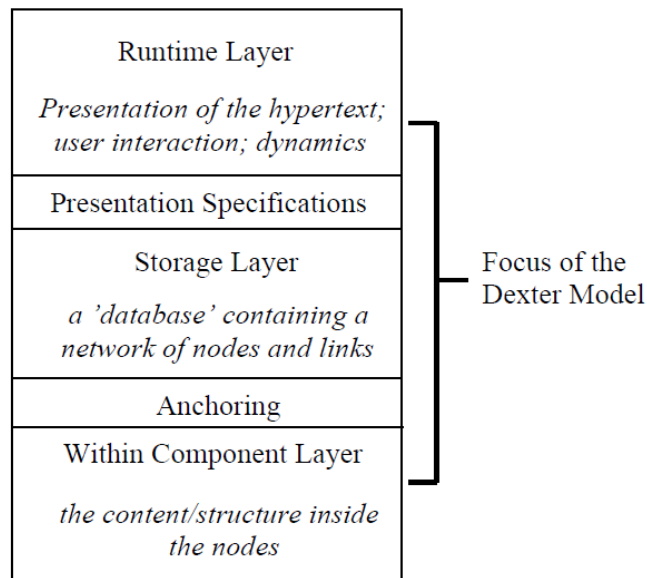 Runtime Layer
Presentation of the hypertext;
user interaction; dynamics
Presentation Specifications
Storage Layer
a ’database’ containing a
network of nodes and links
Anchoring
Within Component Layer
the content/structure inside
the nodes
Focus of the
Dexter Model